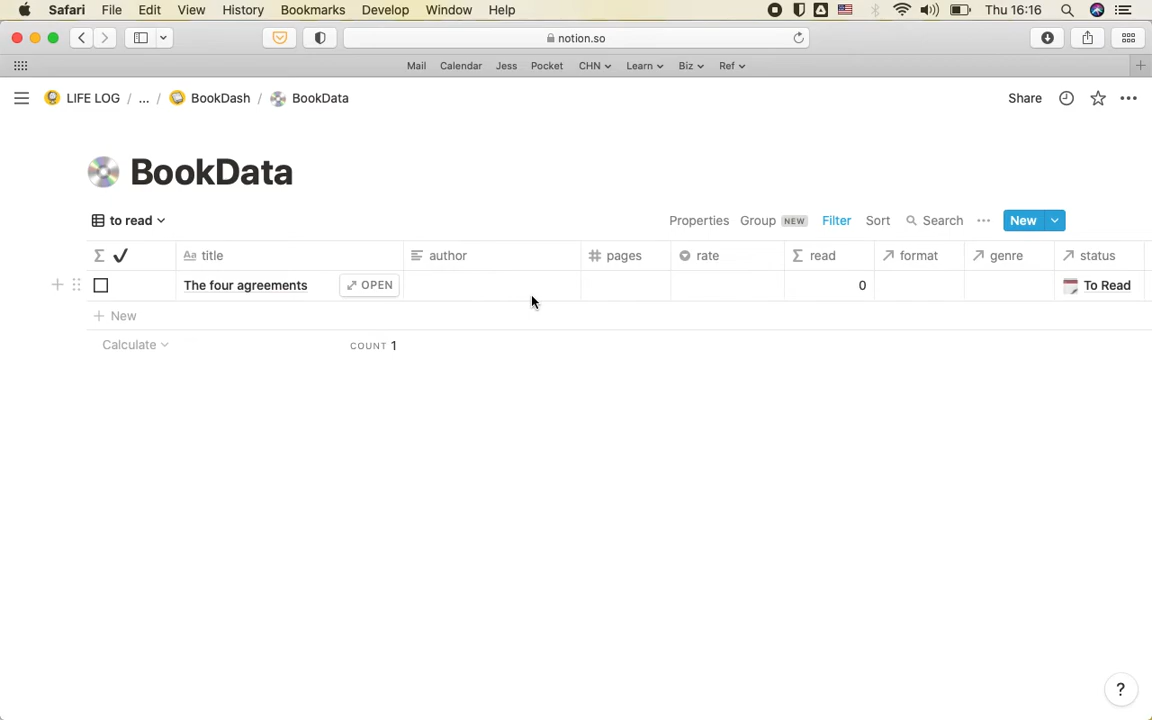 Safari File Edit View History Bookmarks Develop Window Help Thu 16:16
notion.so
Mail Calendar Jess Pocket CHN Learn Biz Ref
LIFE LOG / ... / BookDash / BookData Share
BookData
to read Properties Group NEW Filter Sort Search New
title author pages rate read format genre status
The four agreements OPEN 0 To Read
New
Calculate COUNT 1
?